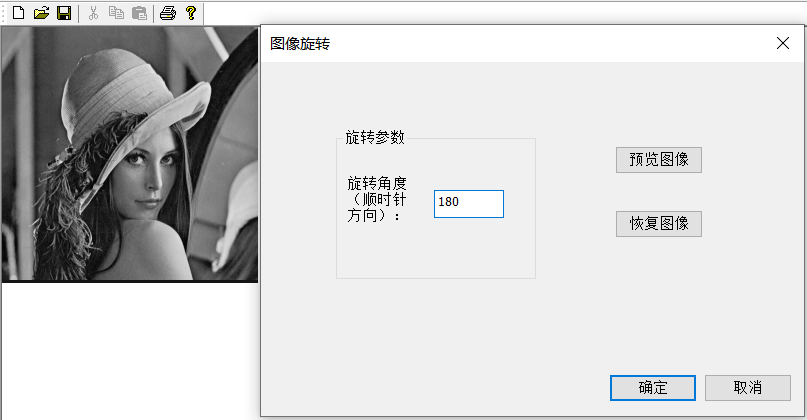 图像旋转
旋转参数
旋转角度
（顺时针
方向）：
180
预览图像
恢复图像
确定
取消